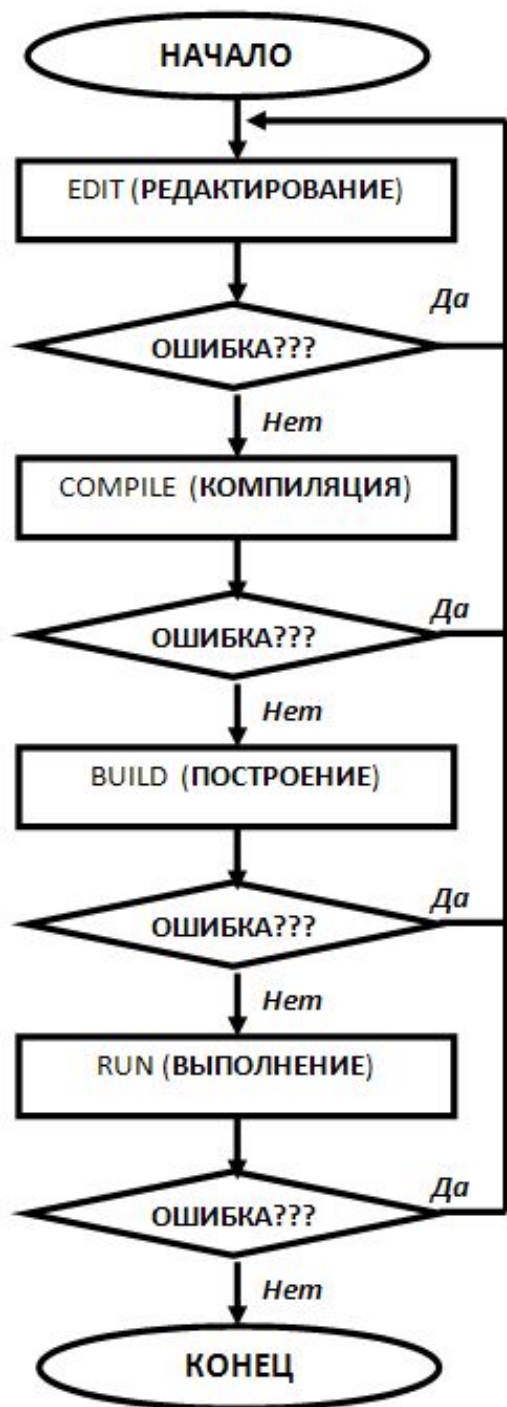 НАЧАЛО
EDIT (РЕДАКТИРОВАНИЕ)
Да
ОШИБКА???
Нет
COMPILE (КОМПИЛЯЦИЯ)
Да
ОШИБКА???
Нет
BUILD (ПОСТРОЕНИЕ)
Да
ОШИБКА???
Нет
RUN (ВЫПОЛНЕНИЕ)
Да
ОШИБКА???
Нет
КОНЕЦ